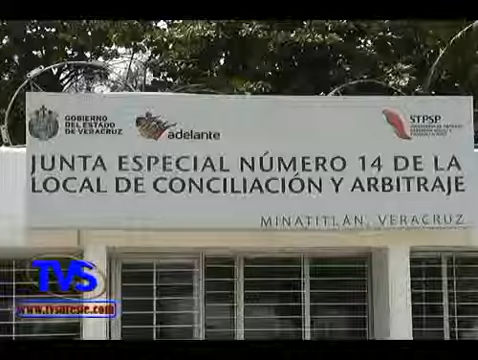 GOBIERNO
DEL ESTADO
DE VERACRUZ
adelante
STPSP
JUNTA ESPECIAL NÚMERO 14 DE LA
LOCAL DE CONCILIACIÓN Y ARBITRAJE
MINATITLÁN, VERACRUZ
TVS
www.tvsureste.com